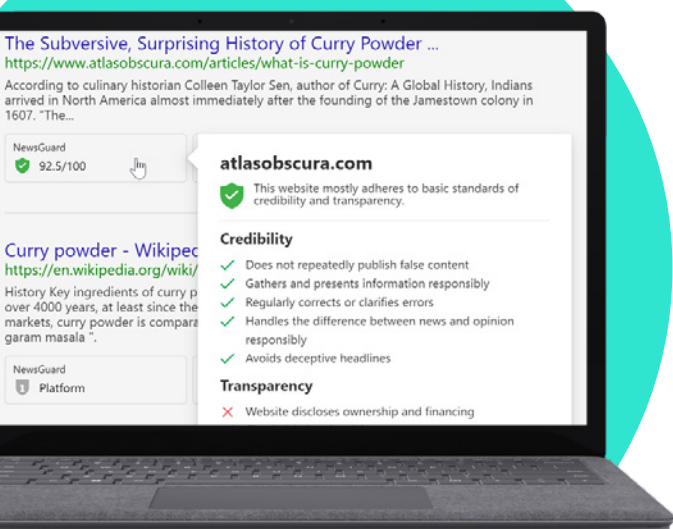 The Subversive, Surprising History of Curry Powder ...
https://www.atlasobscura.com/articles/what-is-curry-powder
According to culinary historian Colleen Taylor Sen, author of Curry: A Global History, Indians
arrived in North America almost immediately after the founding of the Jamestown colony in
1607. "The...
NewsGuard
92.5/100
atlasobscura.com
This website mostly adheres to basic standards of
credibility and transparency.
Credibility
Does not repeatedly publish false content
Gathers and presents information responsibly
Regularly corrects or clarifies errors
Handles the difference between news and opinion
responsibly
Avoids deceptive headlines
Transparency
Website discloses ownership and financing
Curry powder - Wikiped
https://en.wikipedia.org/wiki/
History Key ingredients of curry p
over 4000 years, at least since the
markets, curry powder is compara
garam masala ".
NewsGuard
1
Platform